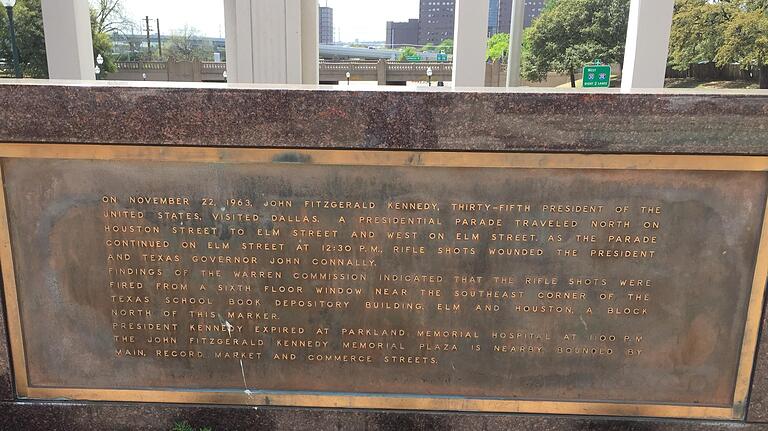 ON NOVEMBER 22, 1963, JOHN FITZGERALD KENNEDY, THIRTY-FIFTH PRESIDENT OF THE
UNITED STATES, VISITED DALLAS. A PRESIDENTIAL PARADE TRAVELED NORTH ON
HOUSTON STREET TO ELM STREET AND WEST ON ELM STREET. AS THE PARADE
CONTINUED ON ELM STREET AT 12:30 P.M., RIFLE SHOTS WOUNDED THE PRESIDENT
AND TEXAS GOVERNOR JOHN CONNALLY.
FINDINGS OF THE WARREN COMMISSION INDICATED THAT THE RIFLE SHOTS WERE
FIRED FROM A SIXTH FLOOR WINDOW NEAR THE SOUTHEAST CORNER OF THE
TEXAS SCHOOL BOOK DEPOSITORY BUILDING, ELM AND HOUSTON, A BLOCK
NORTH OF THIS MARKER.
PRESIDENT KENNEDY EXPIRED AT PARKLAND MEMORIAL HOSPITAL AT 1:00 P.M.
THE JOHN FITZGERALD KENNEDY MEMORIAL PLAZA IS NEARBY, BOUNDED BY
MAIN, RECORD, MARKET AND COMMERCE STREETS.
WEST